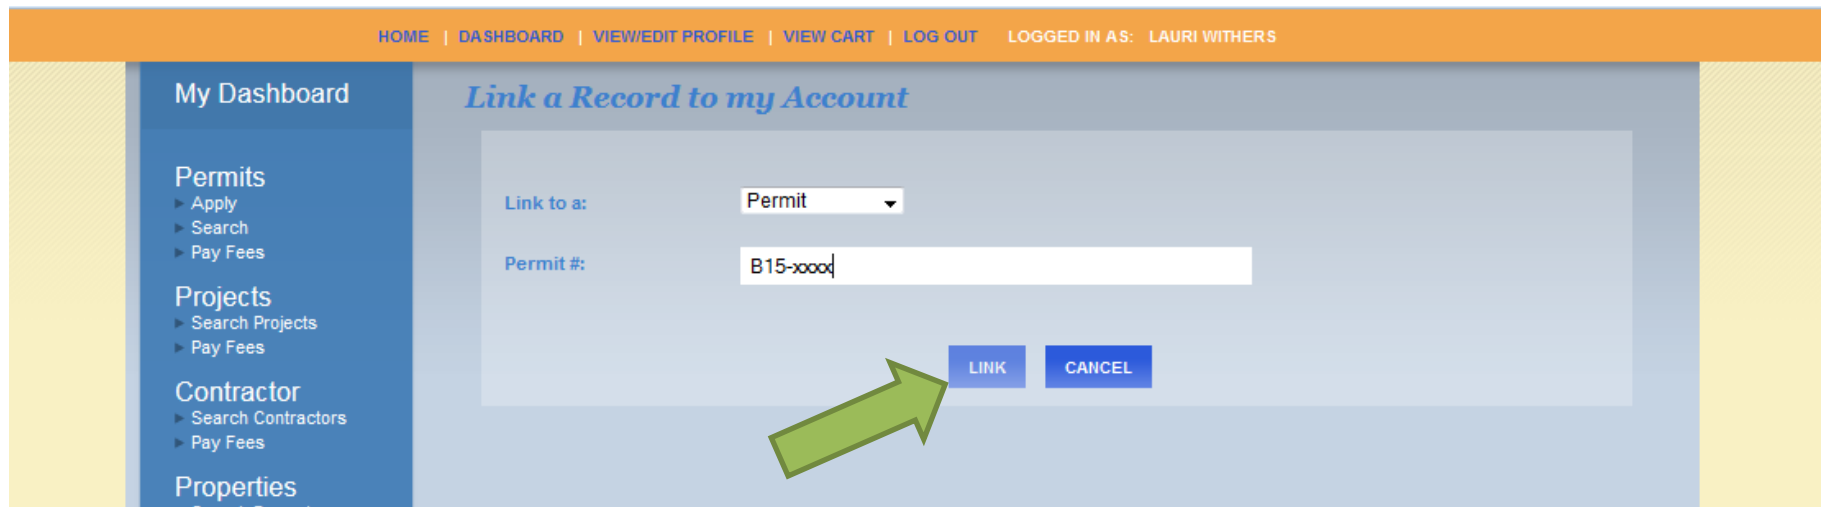 HOME | DASHBOARD | VIEW/EDIT PROFILE | VIEW CART | LOG OUT LOGGED IN AS: LAURI WITHERS
My Dashboard
Permits
Apply
Search
Pay Fees
Projects
Search Projects
Pay Fees
Contractor
Search Contractors
Pay Fees
Properties
Link a Record to my Account
Link to a: Permit
Permit #: B15-xxxx
LINK CANCEL